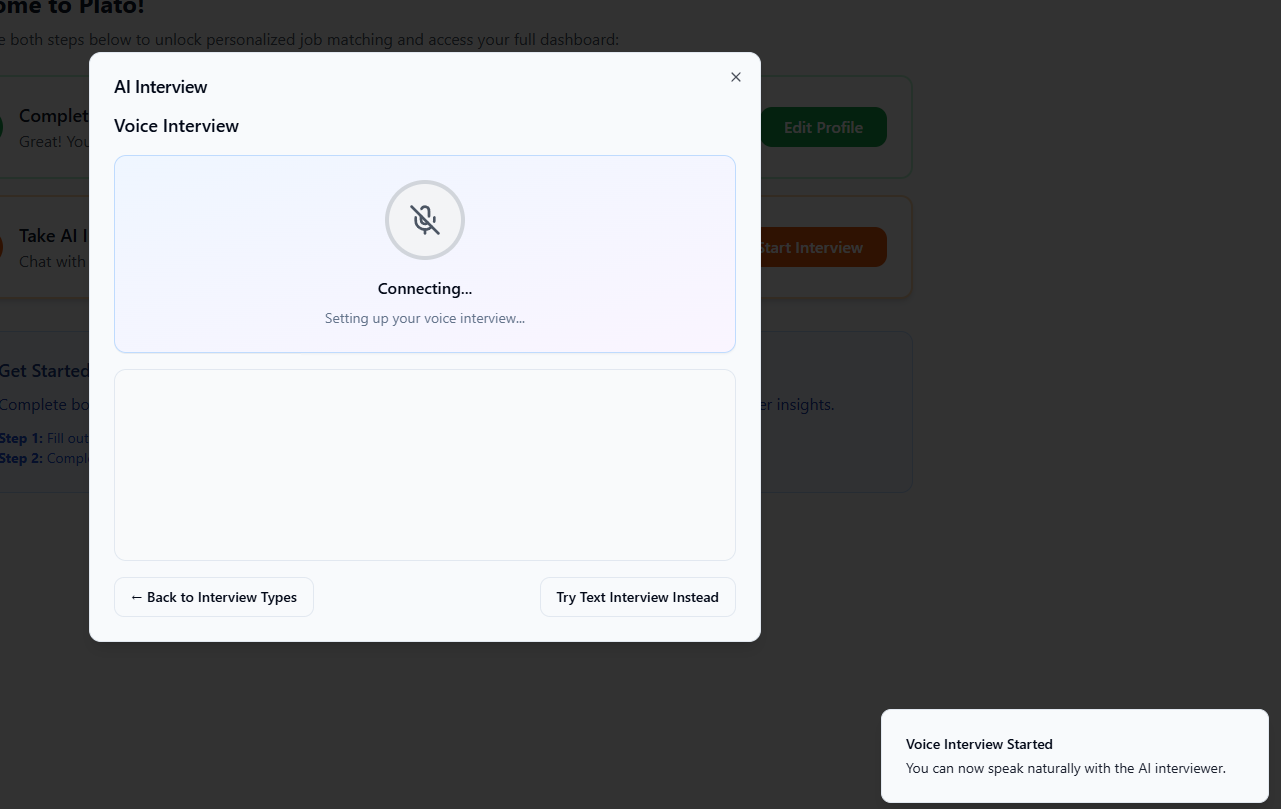 ome to Plato!
e both steps below to unlock personalized job matching and access your full dashboard:
AI Interview
Voice Interview
Complet
Great! You
Edit Profile
Connecting...
Setting up your voice interview...
Take AI I
Chat with
Start Interview
Get Started
Complete bo
er insights.
Step 1: Fill out
Step 2: Comple
← Back to Interview Types
Try Text Interview Instead
Voice Interview Started
You can now speak naturally with the AI interviewer.